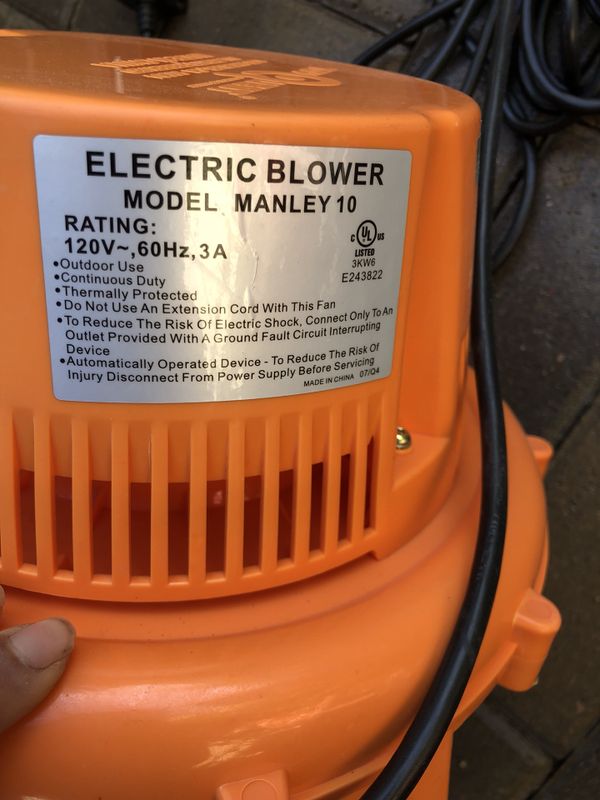 ELECTRIC BLOWER
MODEL MANLEY 10
RATING:
120V~,60Hz,3A
C UL US
LISTED
3KW6
E243822
•Outdoor Use
•Continuous Duty
•Thermally Protected
•Do Not Use An Extension Cord With This Fan
•To Reduce The Risk Of Electric Shock, Connect Only To An
Outlet Provided With A Ground Fault Circuit Interrupting
Device
•Automatically Operated Device - To Reduce The Risk Of
Injury Disconnect From Power Supply Before Servicing
MADE IN CHINA 07/Q4